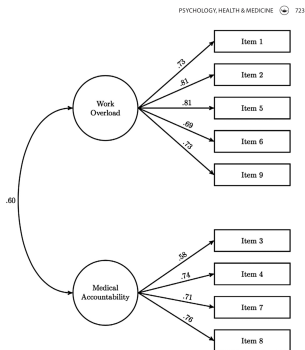 PSYCHOLOGY, HEALTH & MEDICINE 723
Item 1
.73
Item 2
.81
Work
Overload
.81
Item 5
.69
Item 6
.73
Item 9
.60
.58
Item 3
.74
Item 4
Medical
Accountability
.71
Item 7
.76
Item 8